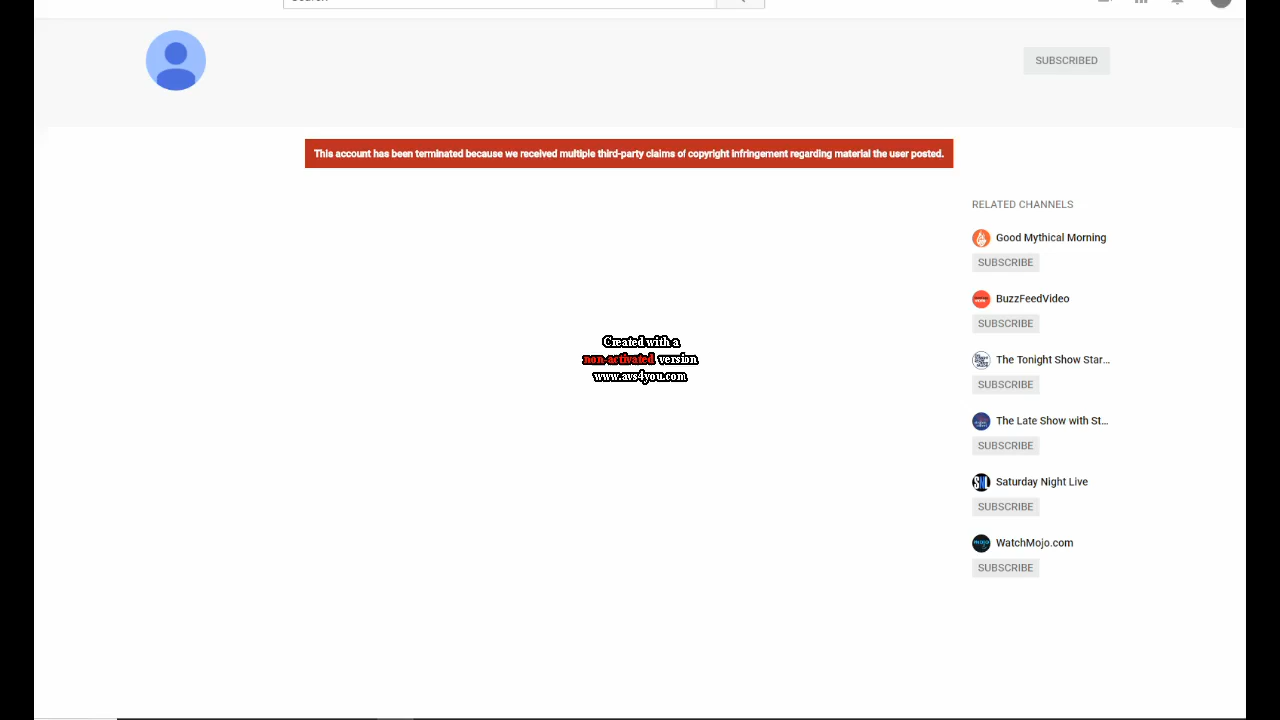 SUBSCRIBED
This account has been terminated because we received multiple third-party claims of copyright infringement regarding material the user posted.
RELATED CHANNELS
Good Mythical Morning
SUBSCRIBE
BuzzFeedVideo
SUBSCRIBE
The Tonight Show Star...
SUBSCRIBE
The Late Show with St...
SUBSCRIBE
Saturday Night Live
SUBSCRIBE
WatchMojo.com
SUBSCRIBE
Created with a
non-activated version
www.avs4you.com